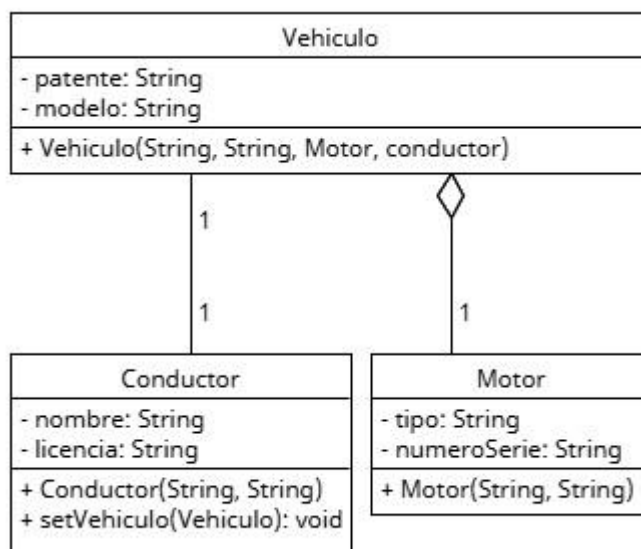 Vehiculo
- patente: String
- modelo: String
+ Vehiculo(String, String, Motor, conductor)
1
1
1
Conductor
- nombre: String
- licencia: String
+ Conductor(String, String)
+ setVehiculo(Vehiculo): void
Motor
- tipo: String
- numeroSerie: String
+ Motor(String, String)